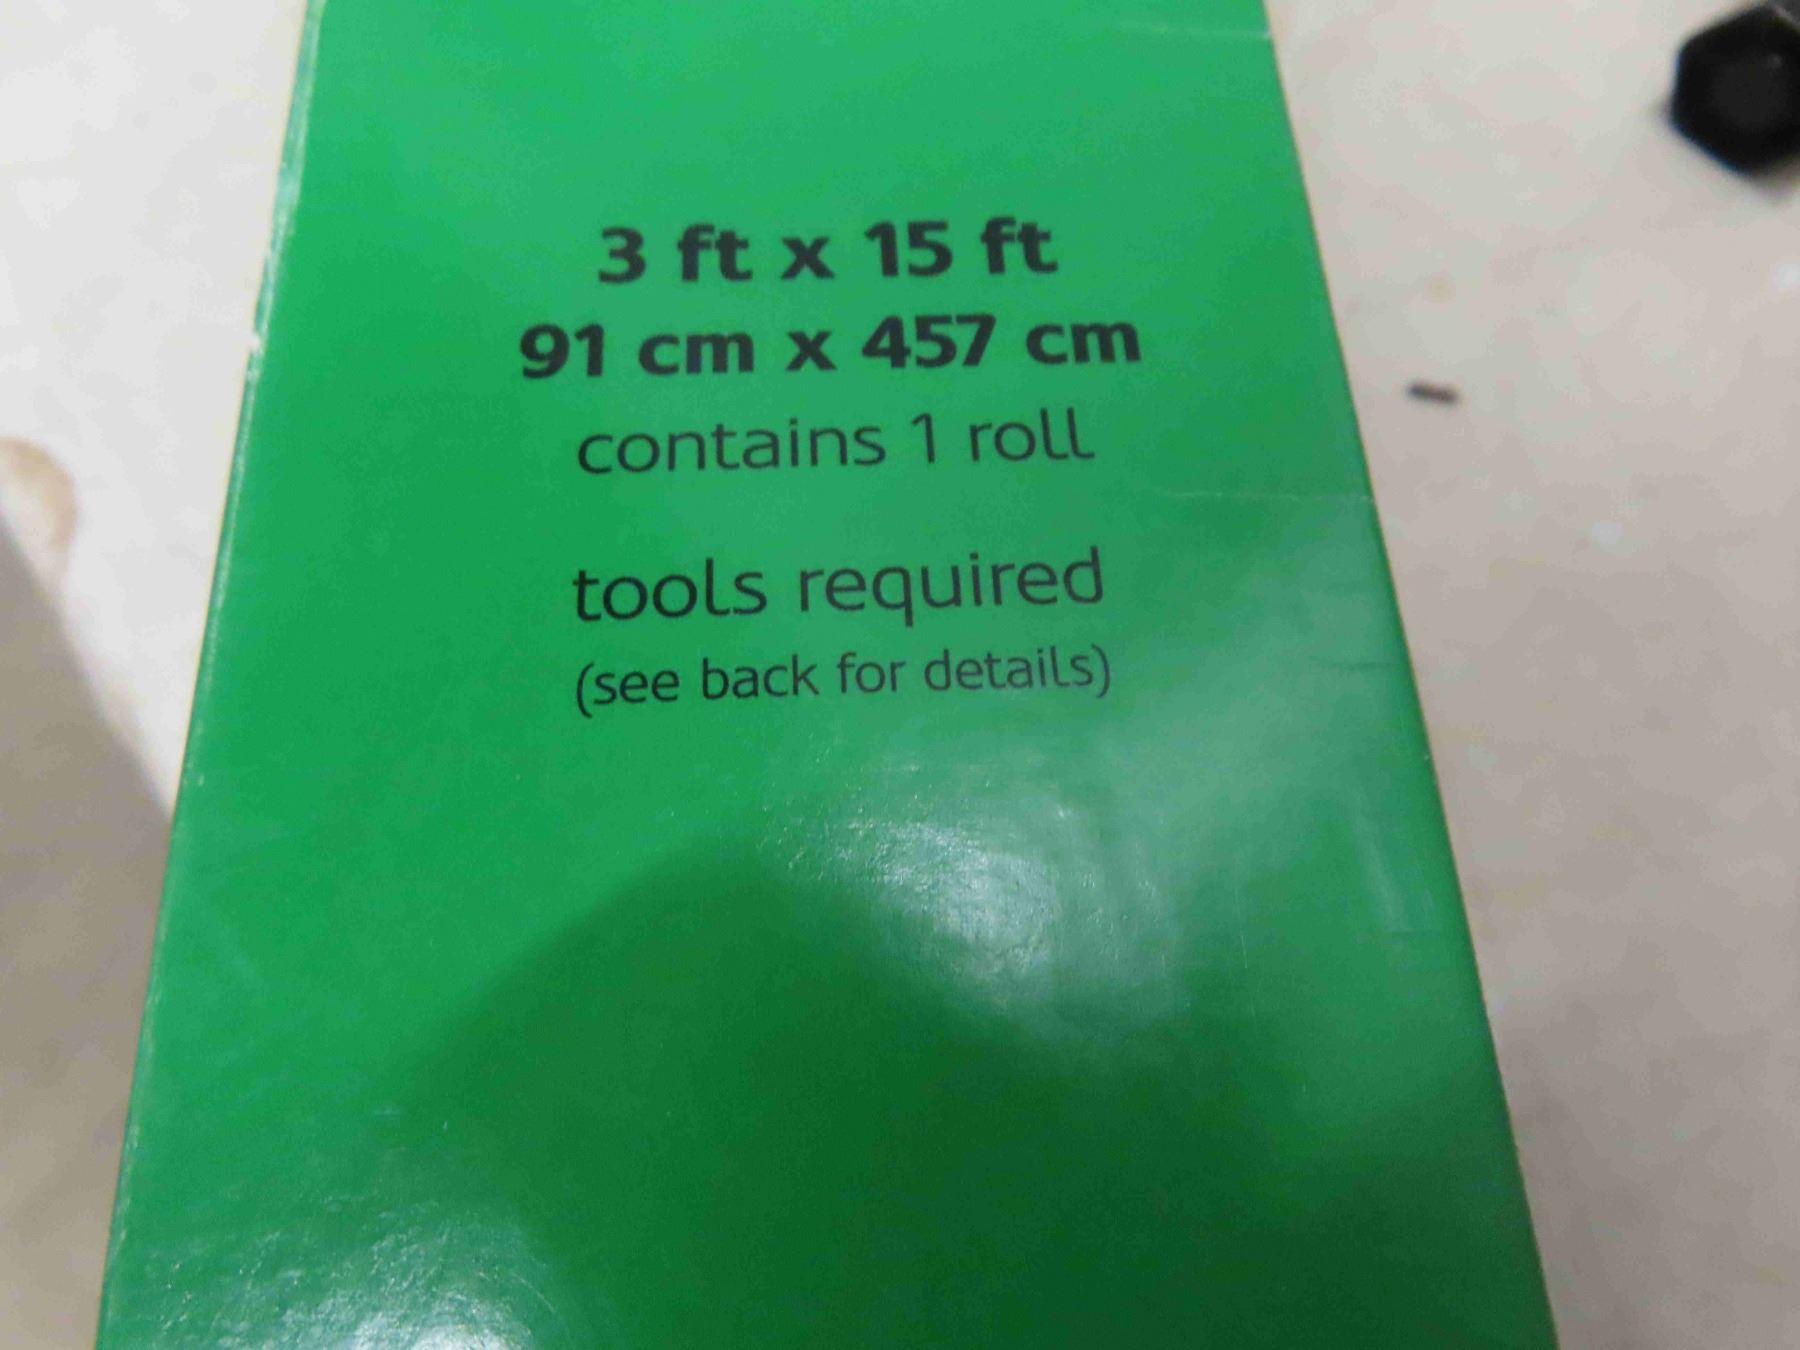 3 ft x 15 ft
91 cm x 457 cm
contains 1 roll
tools required
(see back for details)